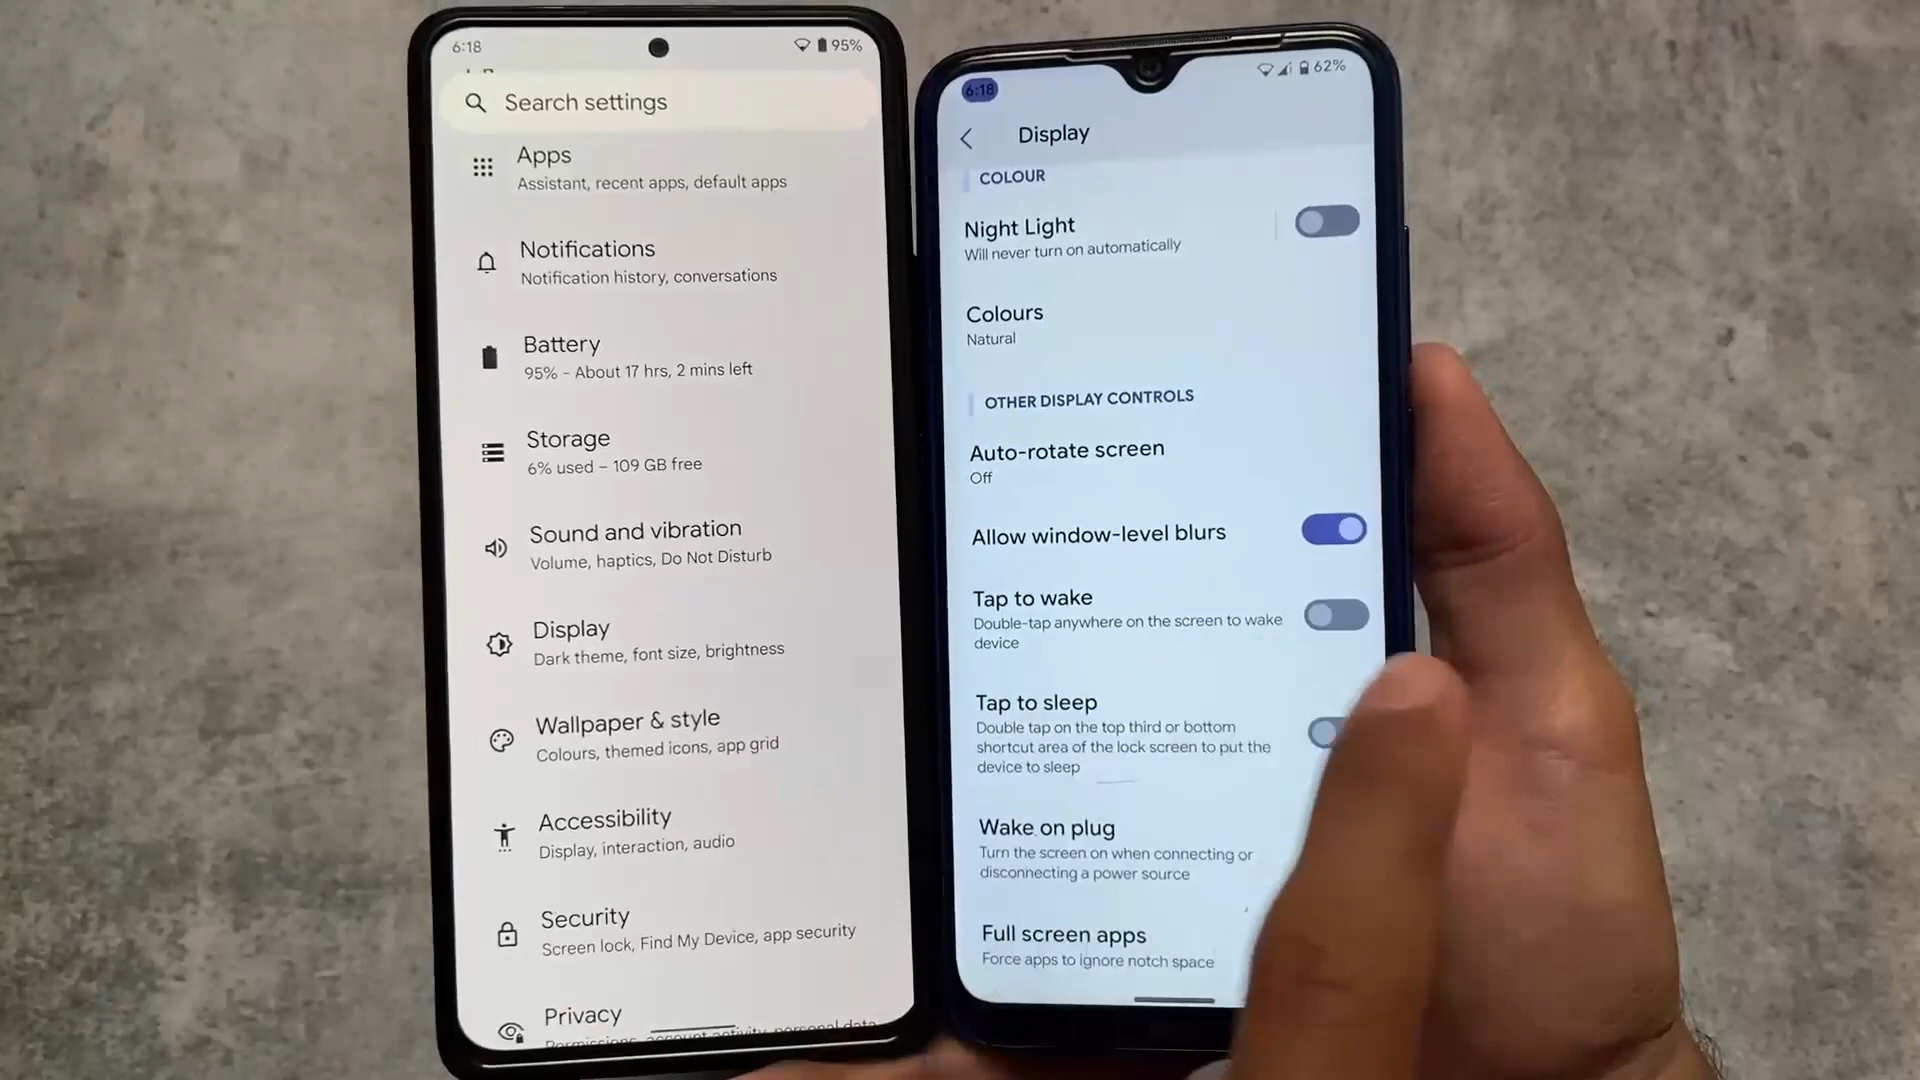 6:18
95%
Search settings
Apps
Assistant, recent apps, default apps
Notifications
Notification history, conversations
Battery
95% – About 17 hrs, 2 mins left
Storage
6% used – 109 GB free
Sound and vibration
Volume, haptics, Do Not Disturb
Display
Dark theme, font size, brightness
Wallpaper & style
Colours, themed icons, app grid
Accessibility
Display, interaction, audio
Security
Screen lock, Find My Device, app security
Privacy
Permissions, account activity, personal data
6:18
62%
Display
COLOUR
Night Light
Will never turn on automatically
Colours
Natural
OTHER DISPLAY CONTROLS
Auto-rotate screen
Off
Allow window-level blurs
Tap to wake
Double-tap anywhere on the screen to wake
device
Tap to sleep
Double tap on the top third or bottom
shortcut area of the lock screen to put the
device to sleep
Wake on plug
Turn the screen on when connecting or
disconnecting a power source
Full screen apps
Force apps to ignore notch space